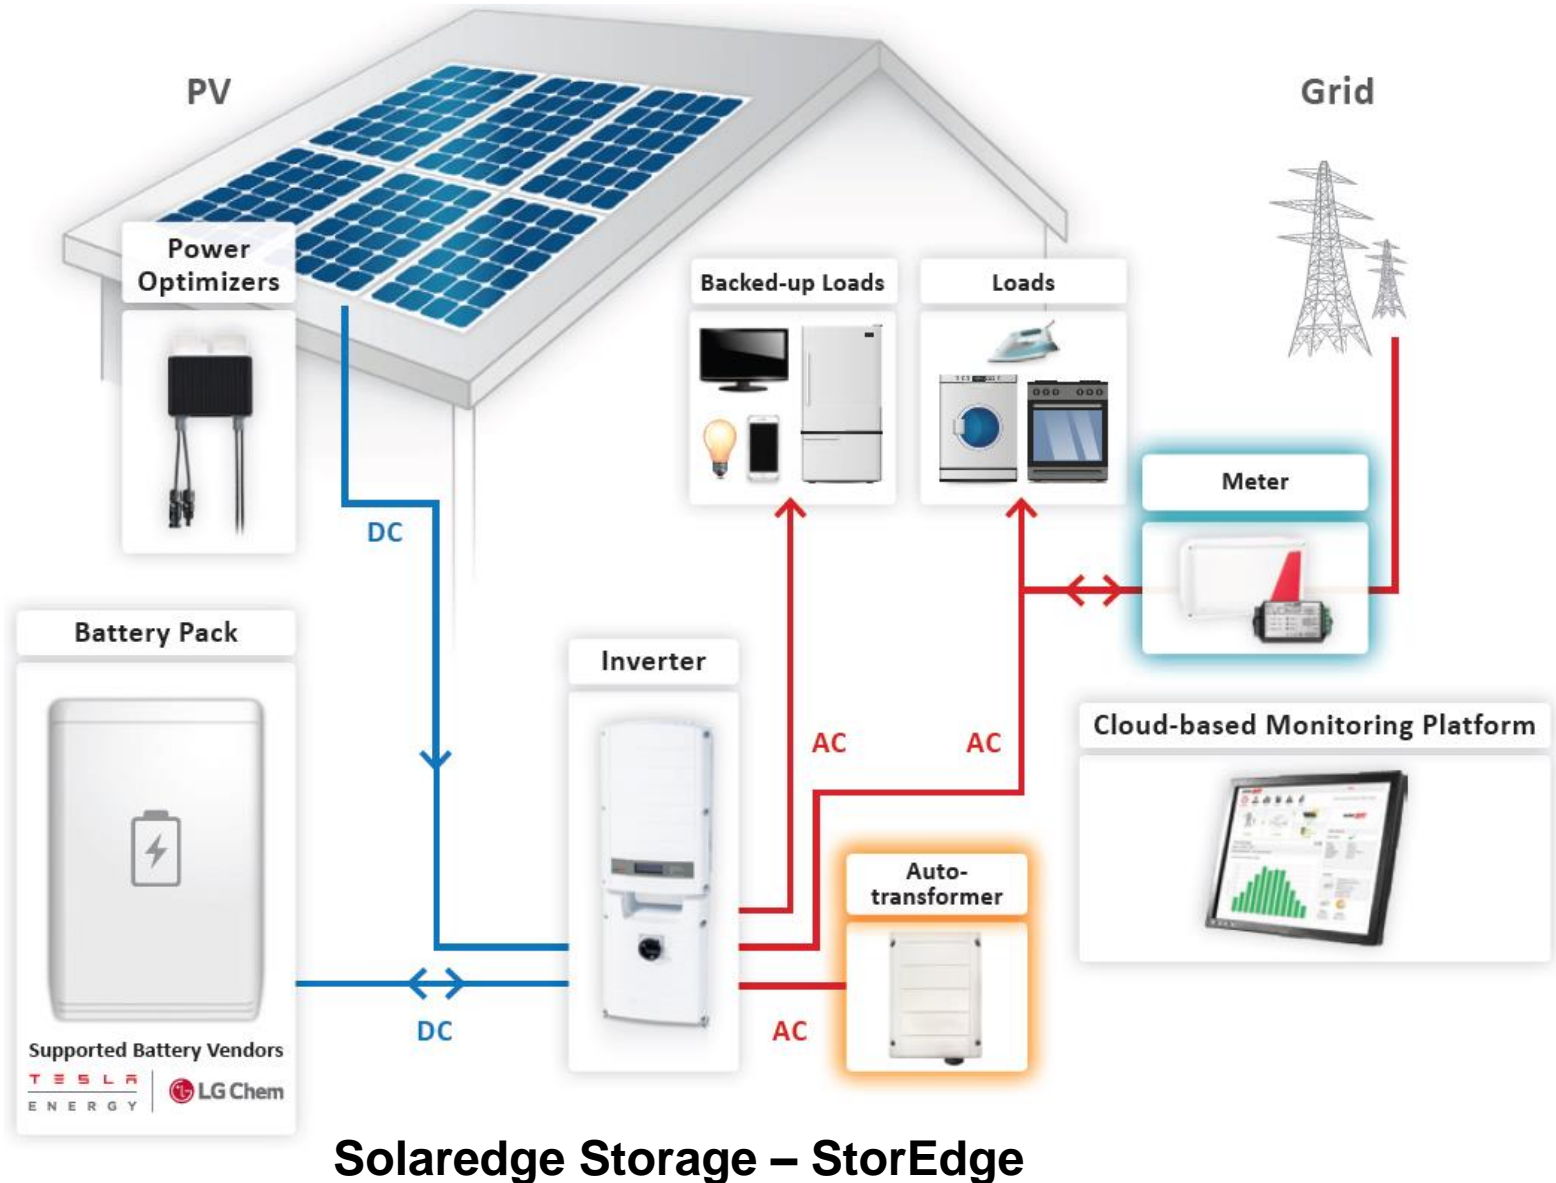 PV
Grid
Power
Optimizers
Backed-up Loads
Loads
Meter
DC
Battery Pack
Inverter
AC
AC
Cloud-based Monitoring Platform
Auto-
transformer
DC
AC
Supported Battery Vendors
TESLA
ENERGY
LG Chem
Solaredge Storage – StorEdge